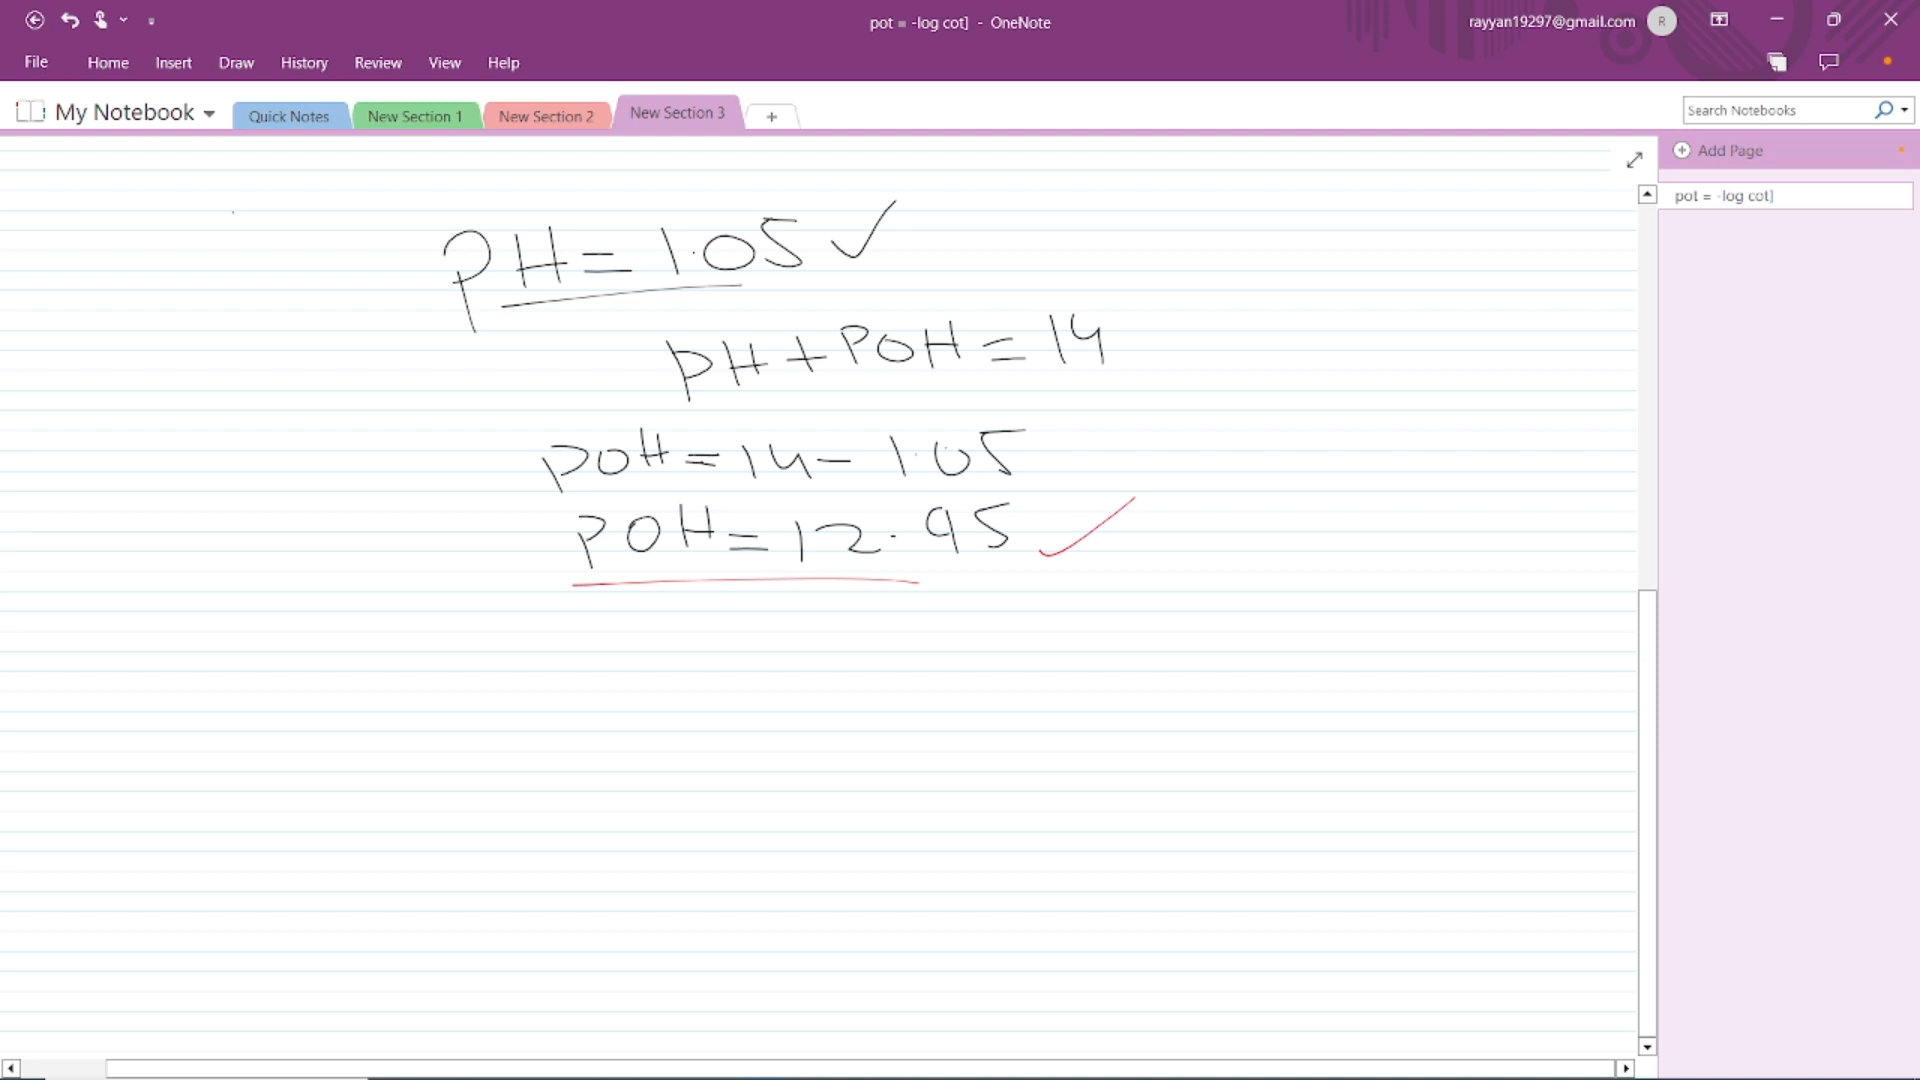 pot = -log cot] - OneNote
rayyan19297@gmail.com
R
File Home Insert Draw History Review View Help
My Notebook
Quick Notes
New Section 1
New Section 2
New Section 3
+
Search Notebooks
Add Page
pot = -log cot]
PH = 1.05 ✓
PH + POH = 14
POH = 14 - 1.05
POH = 12.95 ✓